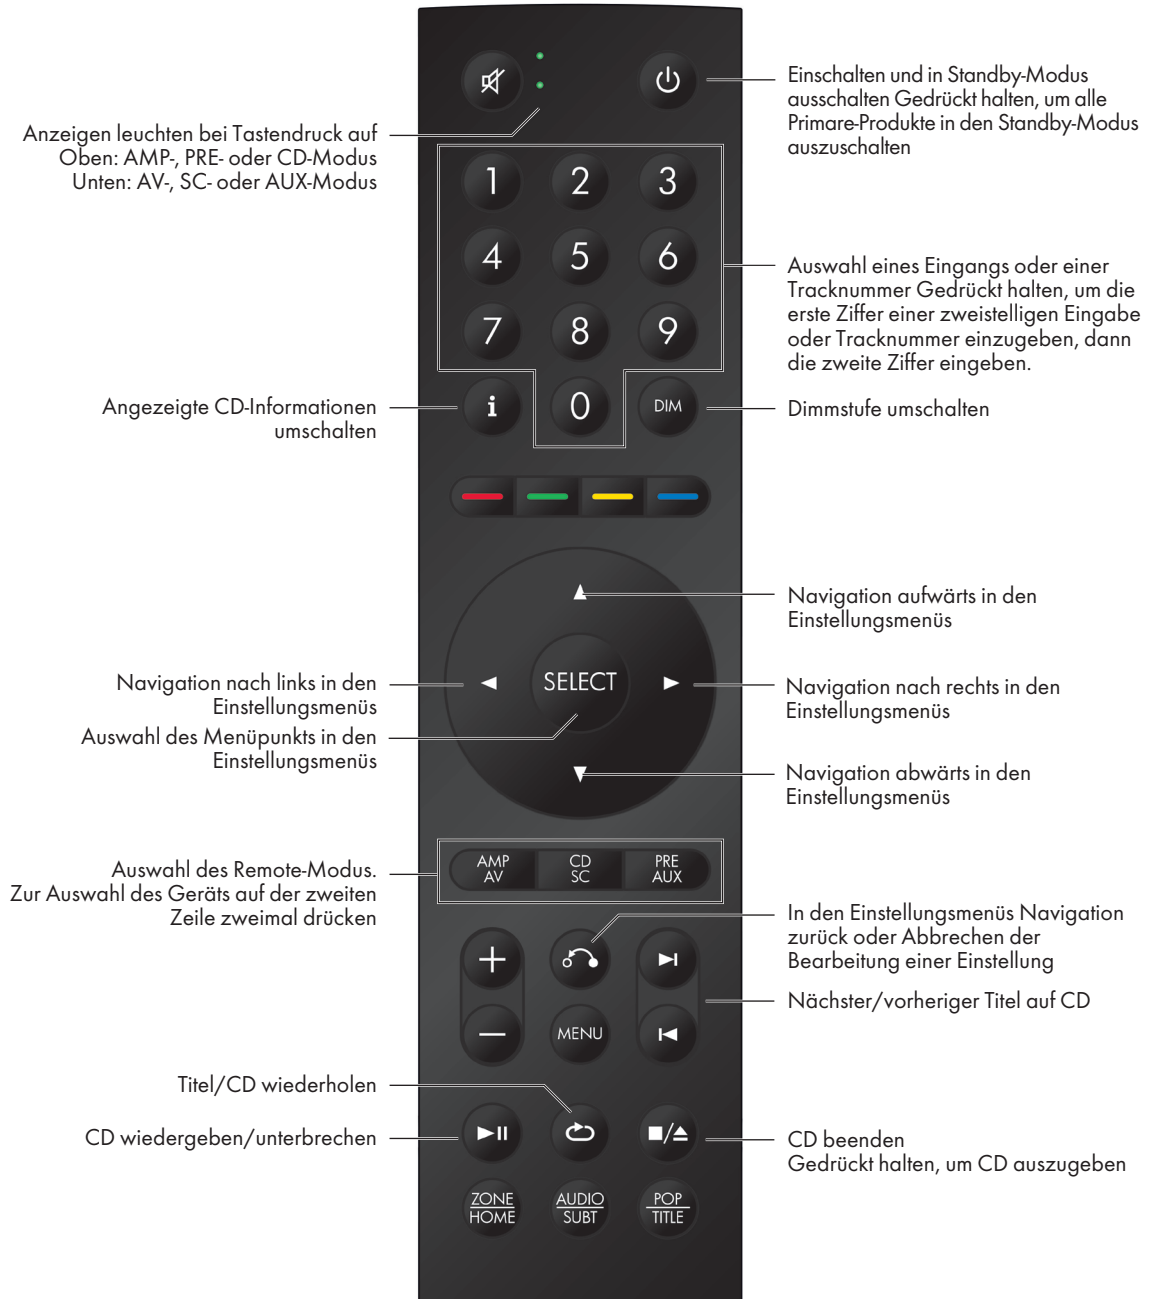 Einschalten und in Standby-Modus
ausschalten Gedrückt halten, um alle
Primare-Produkte in den Standby-Modus
auszuschalten
Anzeigen leuchten bei Tastendruck auf
Oben: AMP-, PRE- oder CD-Modus
Unten: AV-, SC- oder AUX-Modus
1 2 3
4 5 6
Auswahl eines Eingangs oder einer
Tracknummer Gedrückt halten, um die
erste Ziffer einer zweistelligen Eingabe
oder Tracknummer einzugeben, dann
die zweite Ziffer eingeben.
7 8 9
Angezeigte CD-Informationen
umschalten
i 0 DIM
Dimmstufe umschalten
Navigation aufwärts in den
Einstellungsmenüs
Navigation nach links in den
Einstellungsmenüs
SELECT
Navigation nach rechts in den
Einstellungsmenüs
Auswahl des Menüpunkts in den
Einstellungsmenüs
Navigation abwärts in den
Einstellungsmenüs
Auswahl des Remote-Modus.
Zur Auswahl des Geräts auf der zweiten
Zeile zweimal drücken
AMP CD PRE
AV SC AUX
In den Einstellungsmenüs Navigation
zurück oder Abbrechen der
Bearbeitung einer Einstellung
Nächster/vorheriger Titel auf CD
MENU
Titel/CD wiederholen
CD wiedergeben/unterbrechen
CD beenden
Gedrückt halten, um CD auszugeben
ZONE AUDIO POP
HOME SUBT TITLE